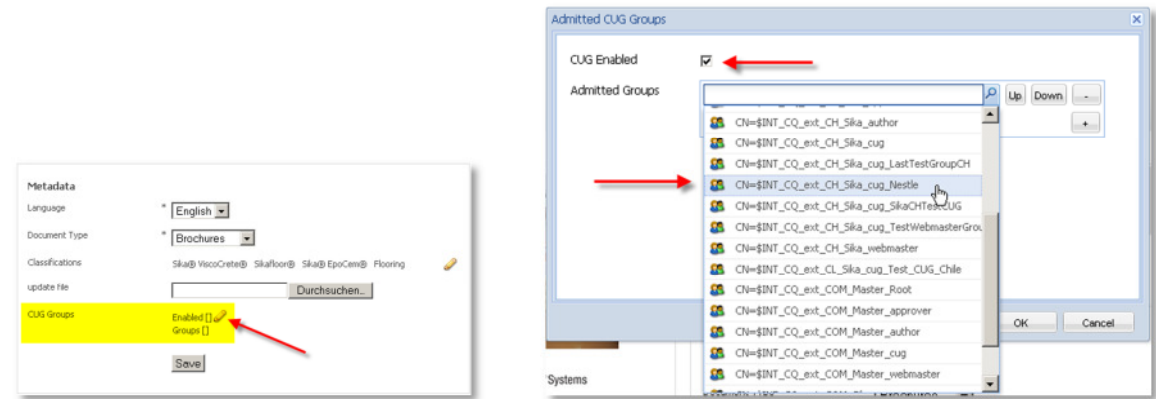 Metadata
Language * English
Document Type * Brochures
Classifications Sika® ViscoCrete® Sikafloor® Sika® EpoCem® Flooring
update file Durchsuchen...
CUG Groups Enabled []
Groups []
Save
Admitted CUG Groups
CUG Enabled
Admitted Groups Up Down - +
CN=$INT_CQ_ext_CH_Sika_author
CN=$INT_CQ_ext_CH_Sika_cug
CN=$INT_CQ_ext_CH_Sika_cug_LastTestGroupCH
CN=$INT_CQ_ext_CH_Sika_cug_Nestle
CN=$INT_CQ_ext_CH_Sika_cug_SikaCHTestCUG
CN=$INT_CQ_ext_CH_Sika_cug_TestWebmasterGrou
CN=$INT_CQ_ext_CH_Sika_webmaster
CN=$INT_CQ_ext_CL_Sika_cug_Test_CUG_Chile
CN=$INT_CQ_ext_COM_Master_Root
CN=$INT_CQ_ext_COM_Master_approver
CN=$INT_CQ_ext_COM_Master_author
CN=$INT_CQ_ext_COM_Master_cug
CN=$INT_CQ_ext_COM_Master_webmaster
OK Cancel
Systems